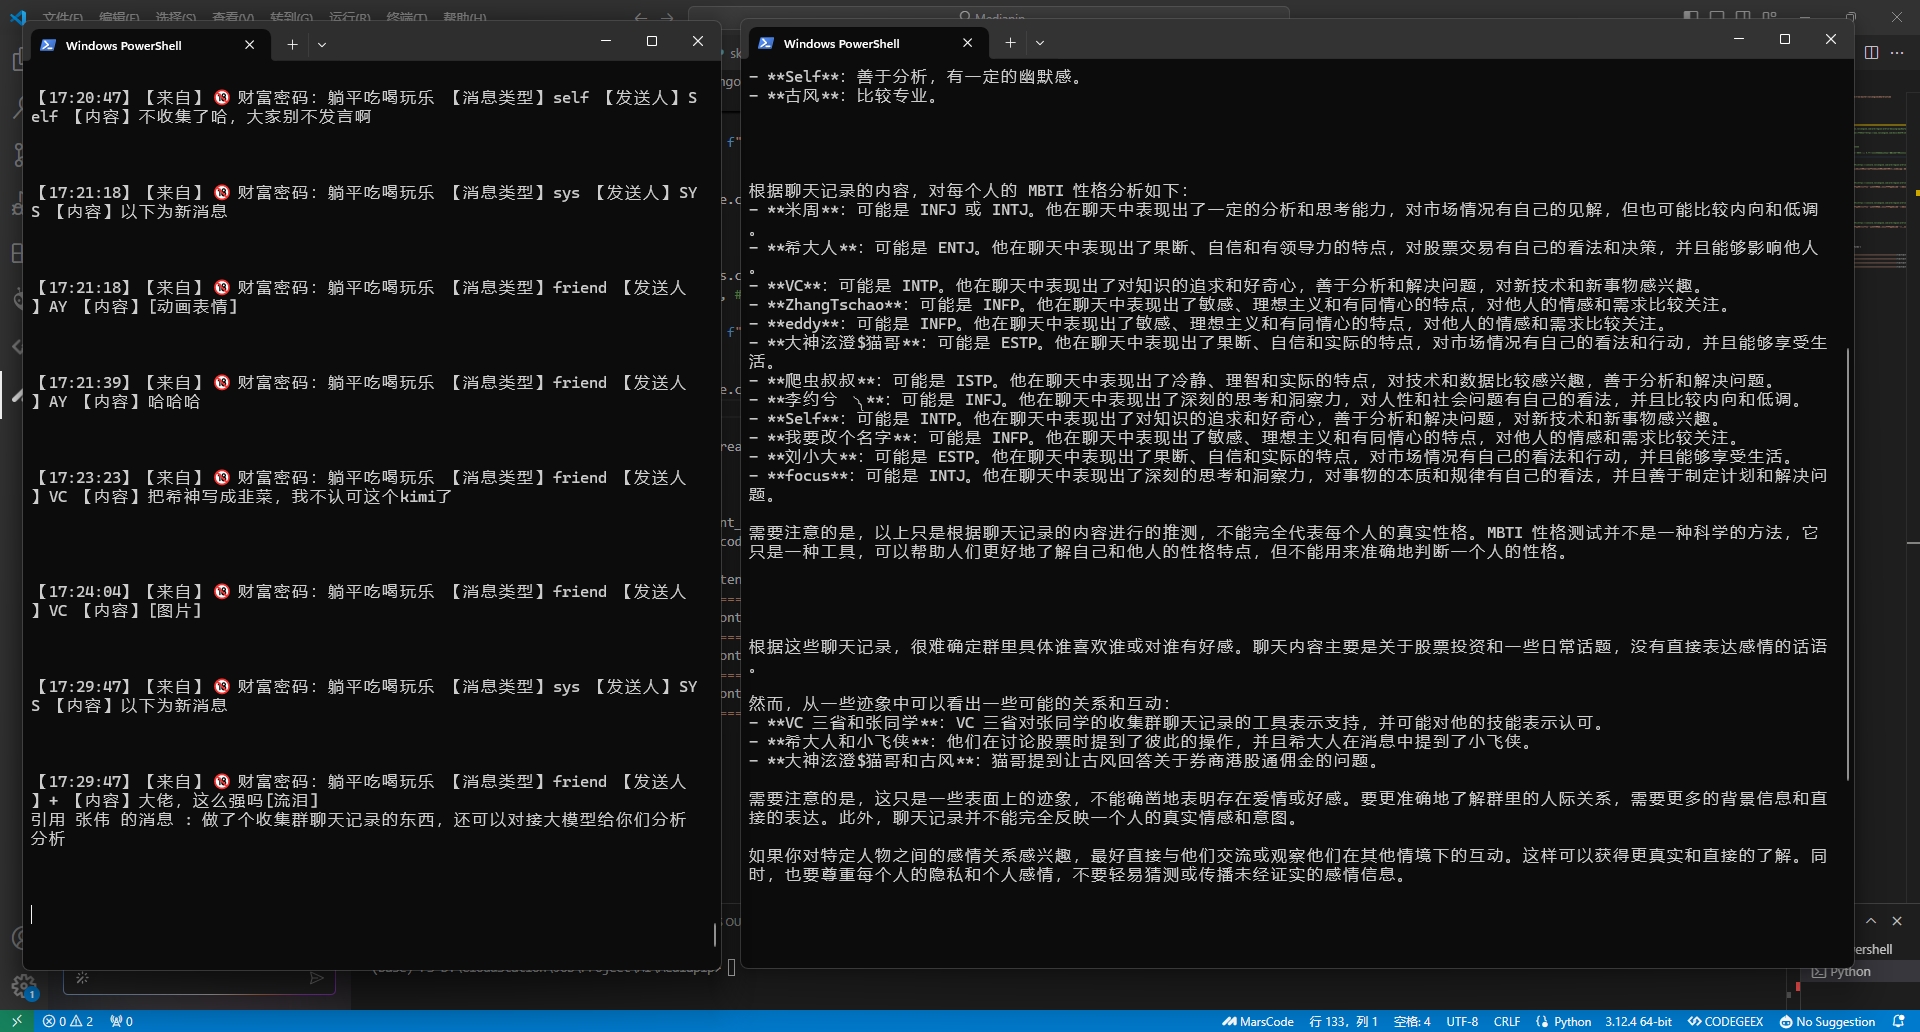 文件(F) 编辑(E) 选择(S) 查看(V) 转到(G) 运行(R) 终端(T) 帮助(H)
Windows PowerShell
【17:20:47】【来自】🔞 财富密码: 躺平吃喝玩乐 【消息类型】self 【发送人】S
elf 【内容】不收集了哈，大家别不发言啊
【17:21:18】【来自】🔞 财富密码: 躺平吃喝玩乐 【消息类型】sys 【发送人】SY
S 【内容】以下为新消息
【17:21:18】【来自】🔞 财富密码: 躺平吃喝玩乐 【消息类型】friend 【发送人
】AY 【内容】[动画表情]
【17:21:39】【来自】🔞 财富密码: 躺平吃喝玩乐 【消息类型】friend 【发送人
】AY 【内容】哈哈哈
【17:23:23】【来自】🔞 财富密码: 躺平吃喝玩乐 【消息类型】friend 【发送人
】VC 【内容】把希神写成韭菜，我不认可这个kimi了
【17:24:04】【来自】🔞 财富密码: 躺平吃喝玩乐 【消息类型】friend 【发送人
】VC 【内容】[图片]
【17:29:47】【来自】🔞 财富密码: 躺平吃喝玩乐 【消息类型】sys 【发送人】SY
S 【内容】以下为新消息
【17:29:47】【来自】🔞 财富密码: 躺平吃喝玩乐 【消息类型】friend 【发送人
】+ 【内容】大佬，这么强吗[流泪]
引用 张伟 的消息 : 做了个收集群聊天记录的东西，还可以对接大模型给你们分析
分析
Windows PowerShell
- **Self**: 善于分析，有一定的幽默感。
- **古风**: 比较专业。
根据聊天记录的内容，对每个人的 MBTI 性格分析如下:
- **米周**: 可能是 INFJ 或 INTJ。他在聊天中表现出了一定的分析和思考能力，对市场情况有自己的见解，但也可能比较内向和低调
。
- **希大人**: 可能是 ENTJ。他在聊天中表现出了果断、自信和有领导力的特点，对股票交易有自己的看法和决策，并且能够影响他人
。
- **VC**: 可能是 INTP。他在聊天中表现出了对知识的追求和好奇心，善于分析和解决问题，对新技术和新事物感兴趣。
- **ZhangTschao**: 可能是 INFP。他在聊天中表现出了敏感、理想主义和有同情心的特点，对他人的情感和需求比较关注。
- **eddy**: 可能是 INFP。他在聊天中表现出了敏感、理想主义和有同情心的特点，对他人的情感和需求比较关注。
- **大神泫澄$猫哥**: 可能是 ESTP。他在聊天中表现出了果断、自信和实际的特点，对市场情况有自己的看法和行动，并且能够享受生
活。
- **爬虫叔叔**: 可能是 ISTP。他在聊天中表现出了冷静、理智和实际的特点，对技术和数据比较感兴趣，善于分析和解决问题。
- **李约兮 **: 可能是 INFJ。他在聊天中表现出了深刻的思考和洞察力，对人性和社会问题有自己的看法，并且比较内向和低调。
- **Self**: 可能是 INTP。他在聊天中表现出了对知识的追求和好奇心，善于分析和解决问题，对新技术和新事物感兴趣。
- **我要改个名字**: 可能是 INFP。他在聊天中表现出了敏感、理想主义和有同情心的特点，对他人的情感和需求比较关注。
- **刘小大**: 可能是 ESTP。他在聊天中表现出了果断、自信和实际的特点，对市场情况有自己的看法和行动，并且能够享受生活。
- **focus**: 可能是 INTJ。他在聊天中表现出了深刻的思考和洞察力，对事物的本质和规律有自己的看法，并且善于制定计划和解决问
题。
需要注意的是，以上只是根据聊天记录的内容进行的推测，不能完全代表每个人的真实性格。MBTI 性格测试并不是一种科学的方法，它
只是一种工具，可以帮助人们更好地了解自己和他人的性格特点，但不能用来准确地判断一个人的性格。
根据这些聊天记录，很难确定群里具体谁喜欢谁或对谁有好感。聊天内容主要是关于股票投资和一些日常话题，没有直接表达感情的话语
。
然而，从一些迹象中可以看出一些可能的关系和互动:
- **VC 三省和张同学**: VC 三省对张同学的收集群聊天记录的工具表示支持，并可能对他的技能表示认可。
- **希大人和小飞侠**: 他们在讨论股票时提到了彼此的操作，并且希大人在消息中提到了小飞侠。
- **大神泫澄$猫哥和古风**: 猫哥提到让古风回答关于券商港股通佣金的问题。
需要注意的是，这只是一些表面上的迹象，不能确凿地表明存在爱情或好感。要更准确地了解群里的人际关系，需要更多的背景信息和直
接的表达。此外，聊天记录并不能完全反映一个人的真实情感和意图。
如果你对特定人物之间的感情关系感兴趣，最好直接与他们交流或观察他们在其他情境下的互动。这样可以获得更真实和直接的了解。同
时，也要尊重每个人的隐私和个人感情，不要轻易猜测或传播未经证实的感情信息。
ershell
Python
1
0 2 0
MarsCode 行 133，列 1 空格: 4 UTF-8 CRLF Python 3.12.4 64-bit CODEGEEX No Suggestion